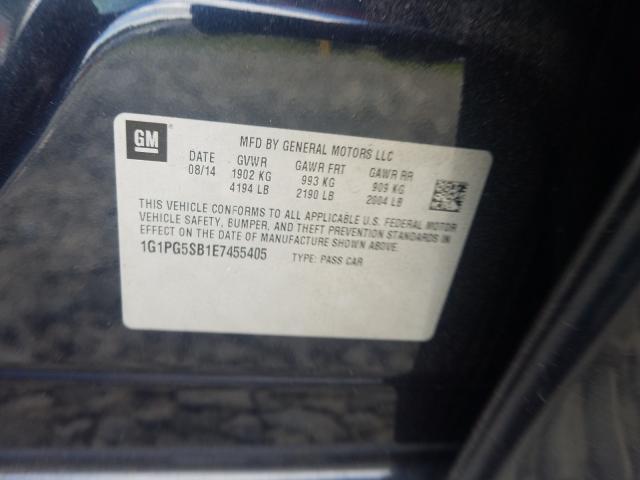 GM
MFD BY GENERAL MOTORS LLC
DATE GVWR GAWR FRT GAWR RR
08/14 1902 KG 993 KG 909 KG
4194 LB 2190 LB 2004 LB
THIS VEHICLE CONFORMS TO ALL APPLICABLE U.S. FEDERAL MOTOR
VEHICLE SAFETY, BUMPER, AND THEFT PREVENTION STANDARDS IN
EFFECT ON THE DATE OF MANUFACTURE SHOWN ABOVE.
1G1PG5SB1E7455405 TYPE: PASS CAR